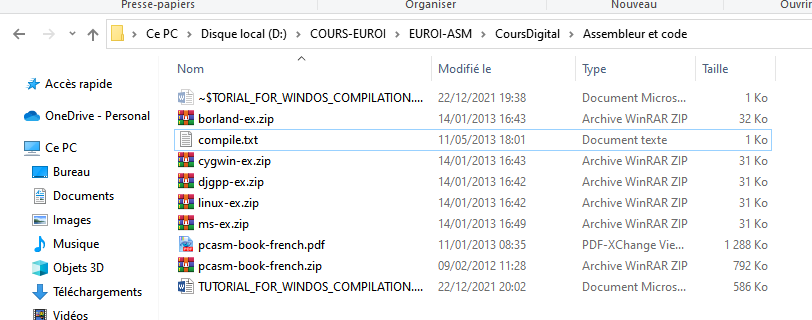 Presse-papiers Organiser Nouveau Ouvrir
Ce PC > Disque local (D:) > COURS-EUROI > EUROI-ASM > CoursDigital > Assembleur et code
Nom Modifié le Type Taille
Accès rapide
OneDrive - Personal
Ce PC
Bureau
Documents
Images
Musique
Objets 3D
Téléchargements
Vidéos
~$TORIAL_FOR_WINDOS_COMPILATION.... 22/12/2021 19:38 Document Micros... 1 Ko
borland-ex.zip 14/01/2013 16:43 Archive WinRAR ZIP 32 Ko
compile.txt 11/05/2013 18:01 Document texte 1 Ko
cygwin-ex.zip 14/01/2013 16:43 Archive WinRAR ZIP 31 Ko
djgpp-ex.zip 14/01/2013 16:42 Archive WinRAR ZIP 31 Ko
linux-ex.zip 14/01/2013 16:42 Archive WinRAR ZIP 31 Ko
ms-ex.zip 14/01/2013 16:49 Archive WinRAR ZIP 31 Ko
pcasm-book-french.pdf 11/01/2013 08:35 PDF-XChange Vie... 1 288 Ko
pcasm-book-french.zip 09/02/2012 11:28 Archive WinRAR ZIP 792 Ko
TUTORIAL_FOR_WINDOS_COMPILATION.... 22/12/2021 20:02 Document Micros... 586 Ko